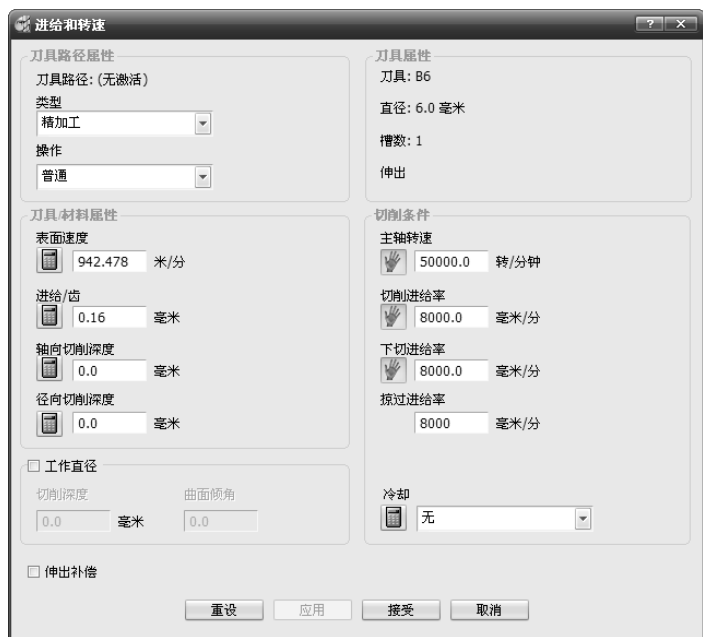 进给和转速
刀具路径属性
刀具路径: (无激活)
类型
精加工
操作
普通
刀具属性
刀具: B6
直径: 6.0 毫米
槽数: 1
伸出
刀具/材料属性
表面速度
942.478 米/分
进给/齿
0.16 毫米
轴向切削深度
0.0 毫米
径向切削深度
0.0 毫米
切削条件
主轴转速
50000.0 转/分钟
切削进给率
8000.0 毫米/分
下切进给率
8000.0 毫米/分
掠过进给率
8000 毫米/分
工作直径
切削深度 曲面倾角
0.0 毫米 0.0
冷却
无
伸出补偿
重设 应用 接受 取消